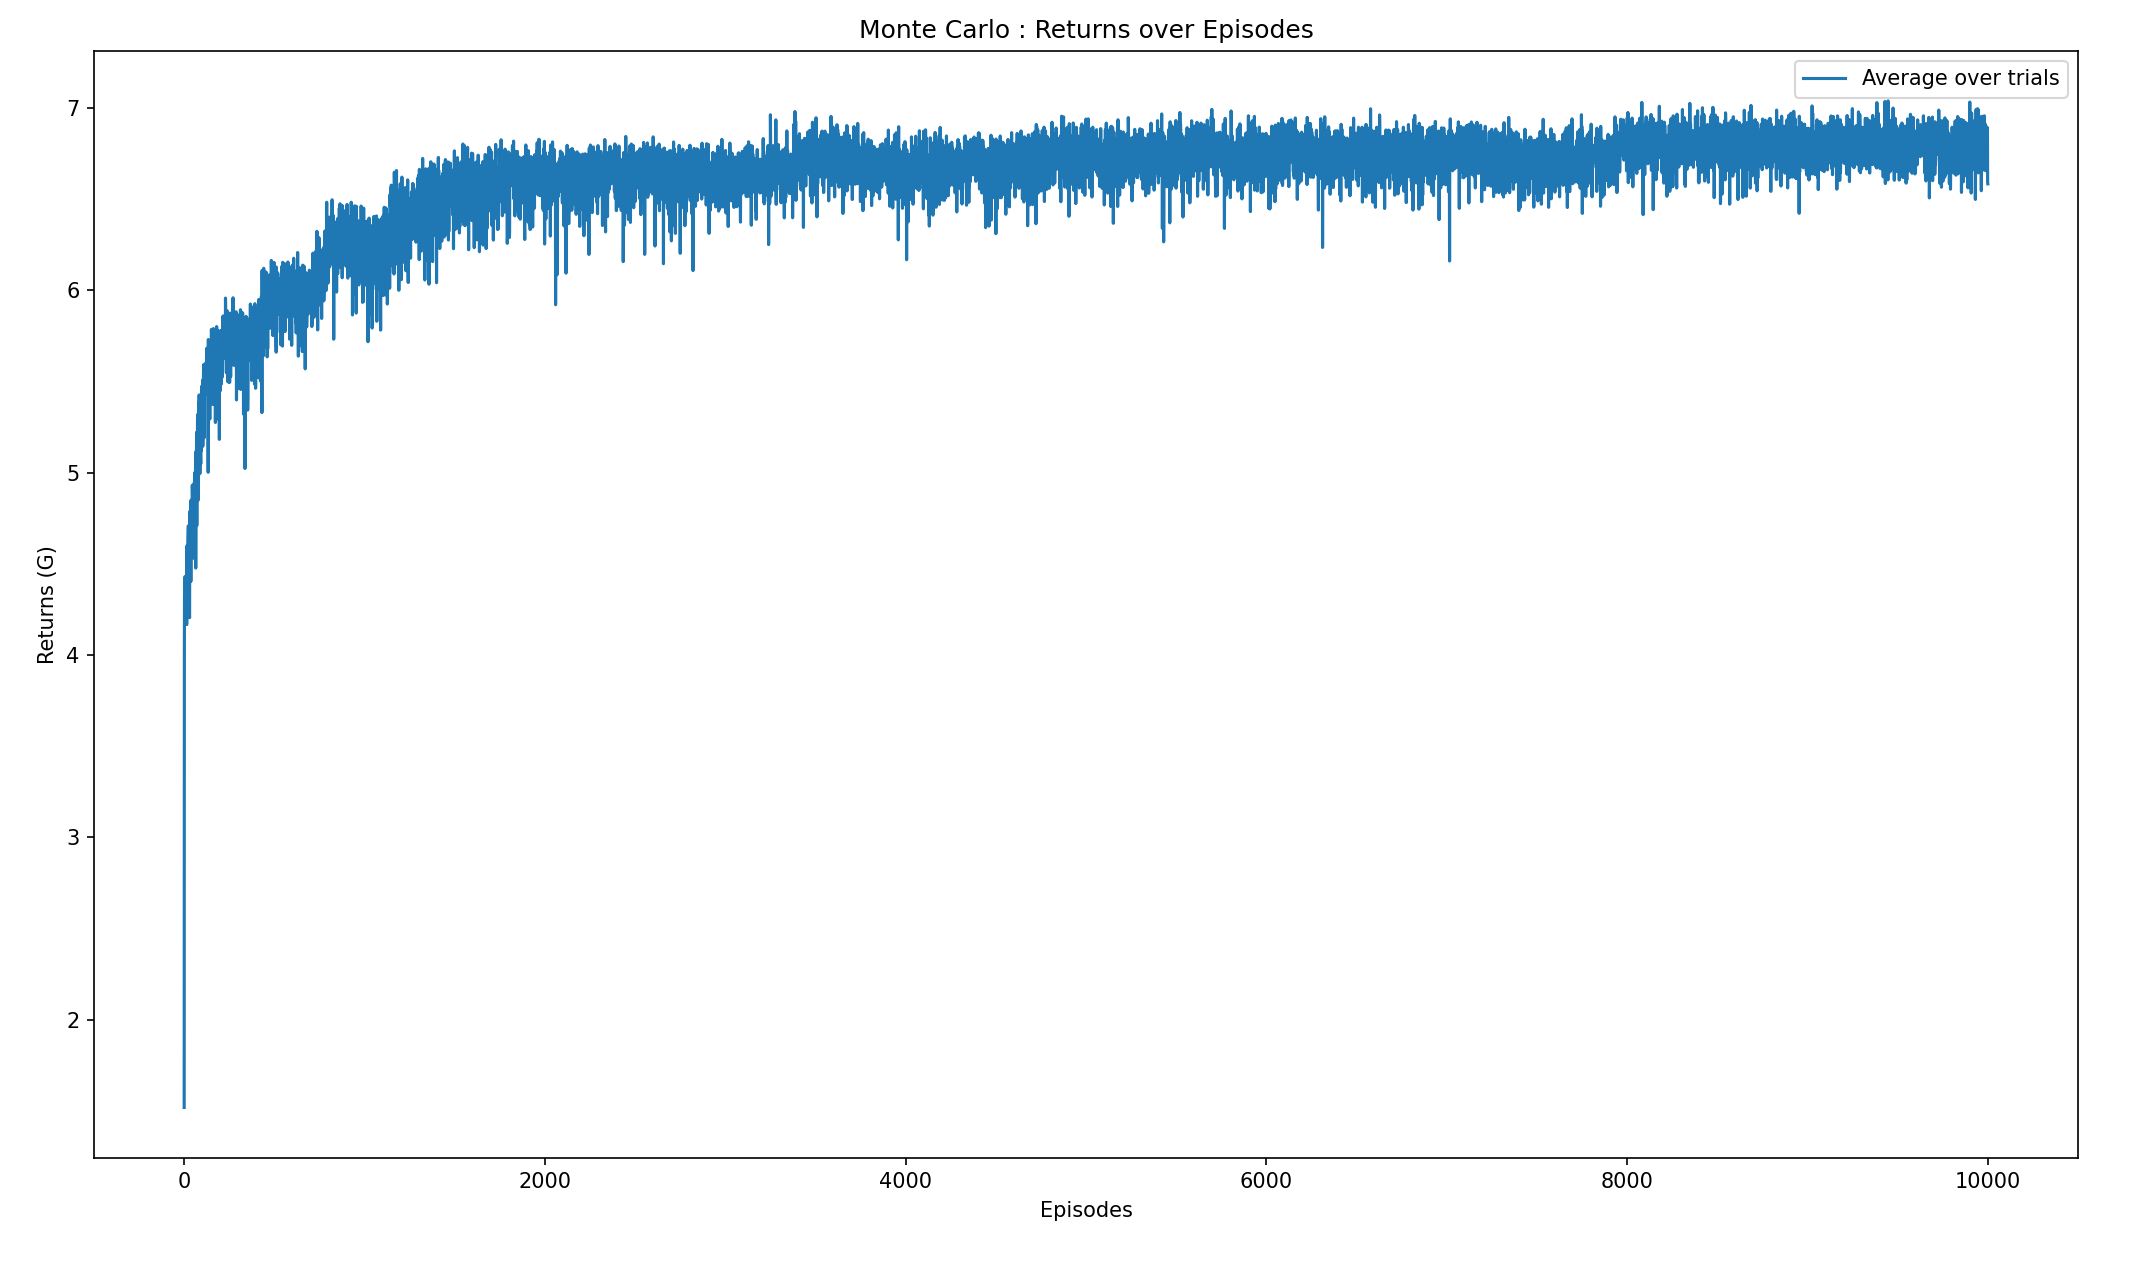 Monte Carlo : Returns over Episodes
Average over trials
7
6
5
4
3
2
Returns (G)
0 2000 4000 6000 8000 10000
Episodes